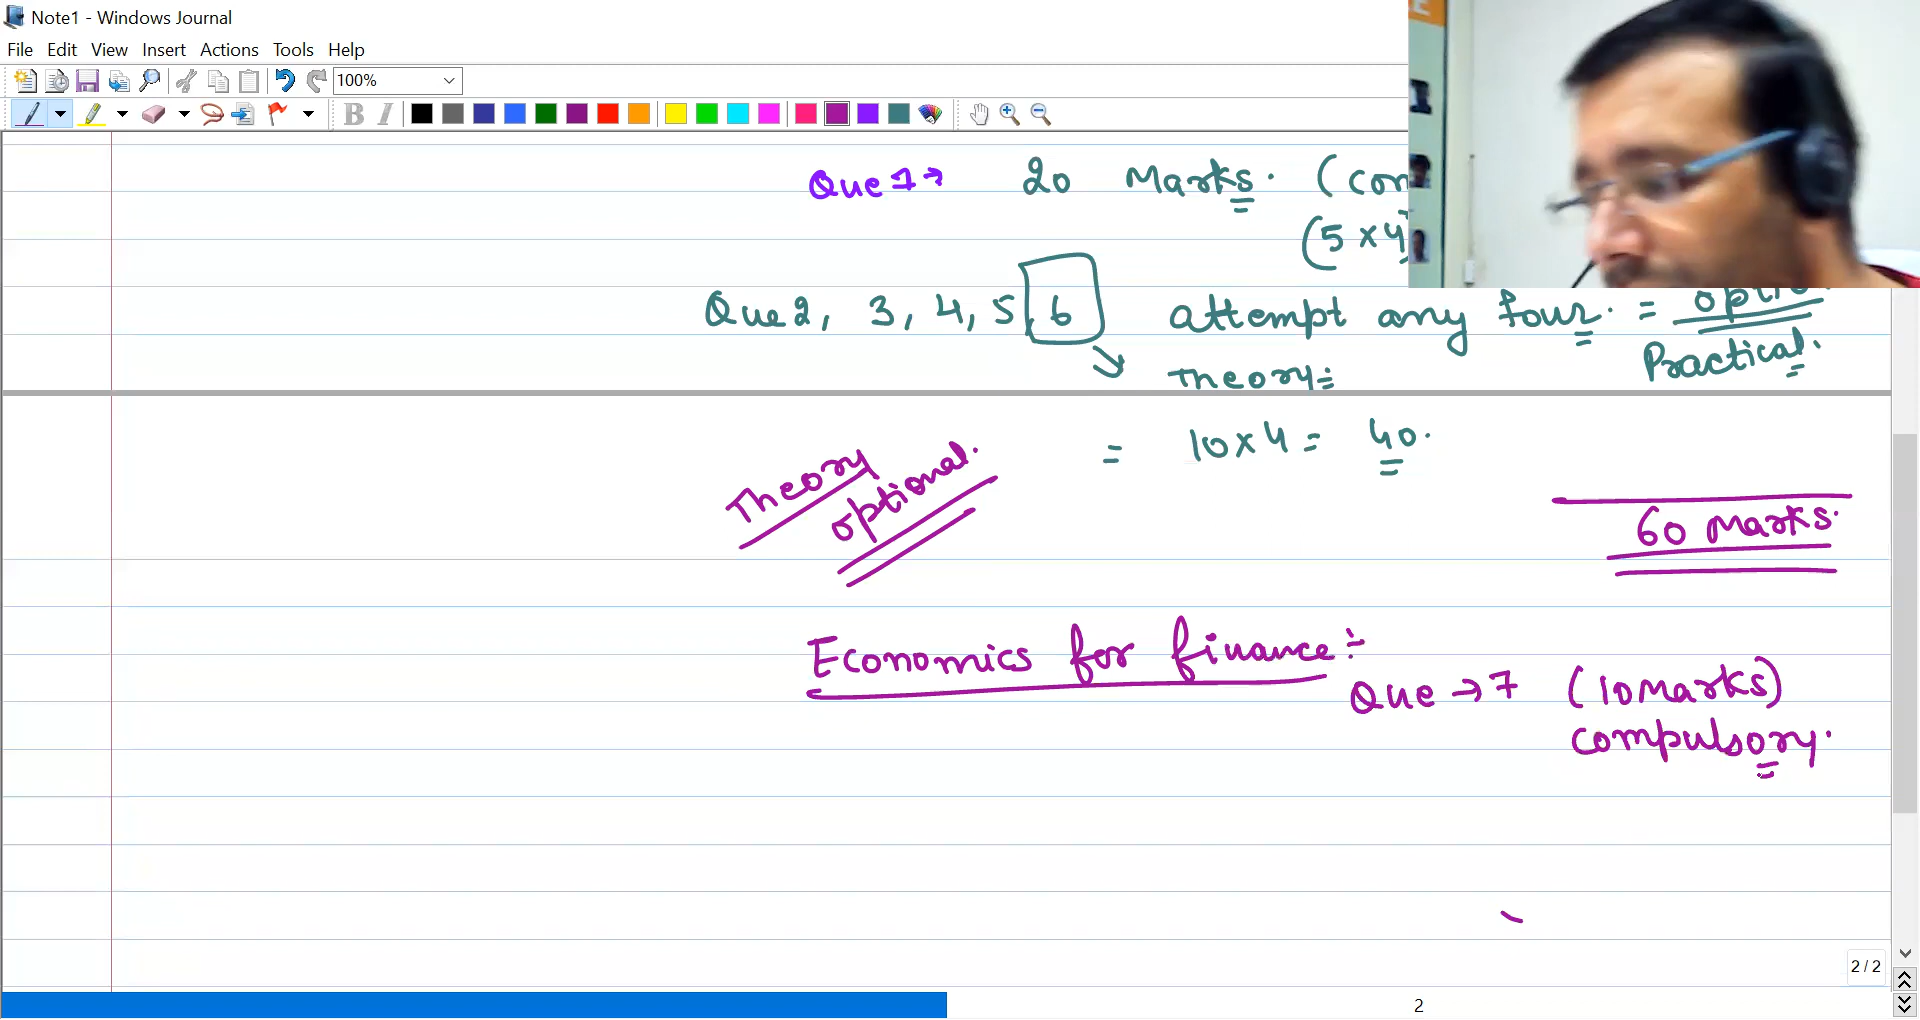 Note1 - Windows Journal
File Edit View Insert Actions Tools Help
100%
B I
Que 1→ 20 Marks. (con
(5 x 4)
Que 2, 3, 4, 5, 6 attempt any four. = optio
Theory:= Practical.
= 10 x 4 = 40.
Theory
optional.
60 Marks.
Economics for finance :-
Que → 7 (10 Marks)
compulsory.
2 / 2
2